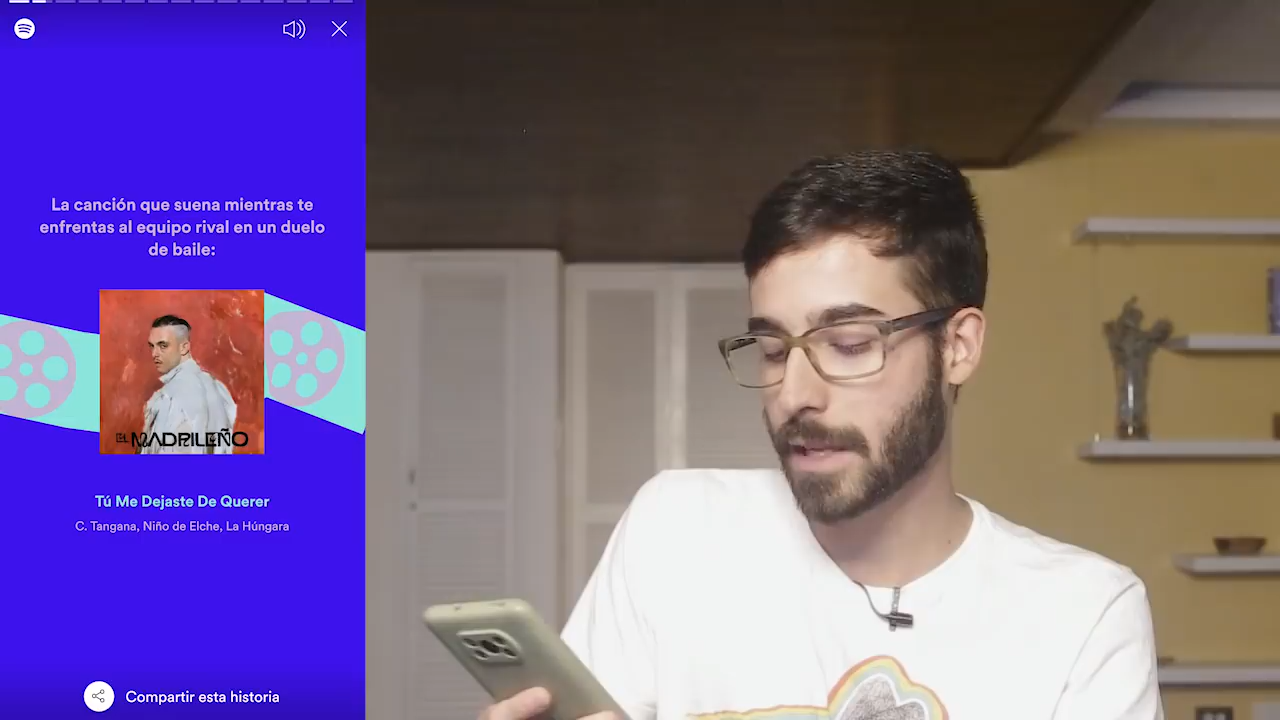 La canción que suena mientras te
enfrentas al equipo rival en un duelo
de baile:
EL MADRILEÑO
Tú Me Dejaste De Querer
C. Tangana, Niño de Elche, La Húngara
Compartir esta historia